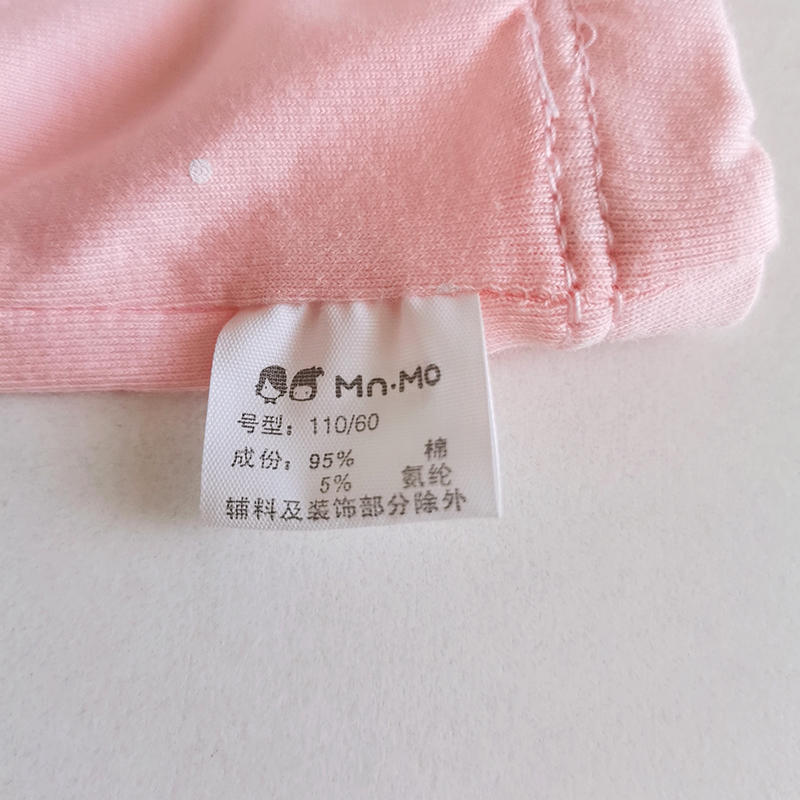 Mn·Mo
号型：110/60
成份：95% 棉
5% 氨纶
辅料及装饰部分除外